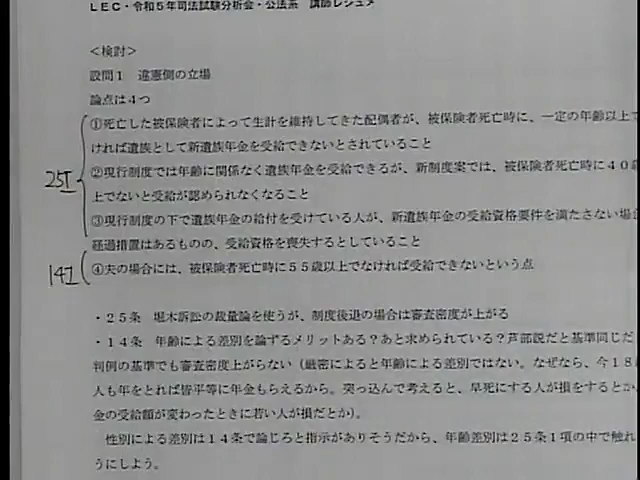 LEC・令和5年司法試験分析会・公法系 講師レジュメ
＜検討＞
設問１ 違憲側の立場
論点は４つ
①死亡した被保険者によって生計を維持してきた配偶者が、被保険者死亡時に、一定の年齢以上で
ければ遺族として新遺族年金を受給できないとされていること
②現行制度では年齢に関係なく遺族年金を受給できるが、新制度案では、被保険者死亡時に４０歳
上でないと受給が認められなくなること
25Ⅰ
③現行制度の下で遺族年金の給付を受けている人が、新遺族年金の受給資格要件を満たさない場合
経過措置はあるものの、受給資格を喪失するとしていること
14Ⅰ
④夫の場合には、被保険者死亡時に５５歳以上でなければ受給できないという点
・２５条 堀木訴訟の裁量論を使うが、制度後退の場合は審査密度が上がる
・１４条 年齢による差別を論ずるメリットある？あと求められている？芦部説だと基準同じだ
判例の基準でも審査密度上がらない（厳密によると年齢による差別ではない。なぜなら、今１８
人も年をとれば皆平等に年金もらえるから。突っ込んで考えると、早死にする人が損をするとか
金の受給額が変わったときに若い人が損だとか）。
性別による差別は１４条で論じろと指示がありそうだから、年齢差別は２５条１項の中で触れ
うにしよう。